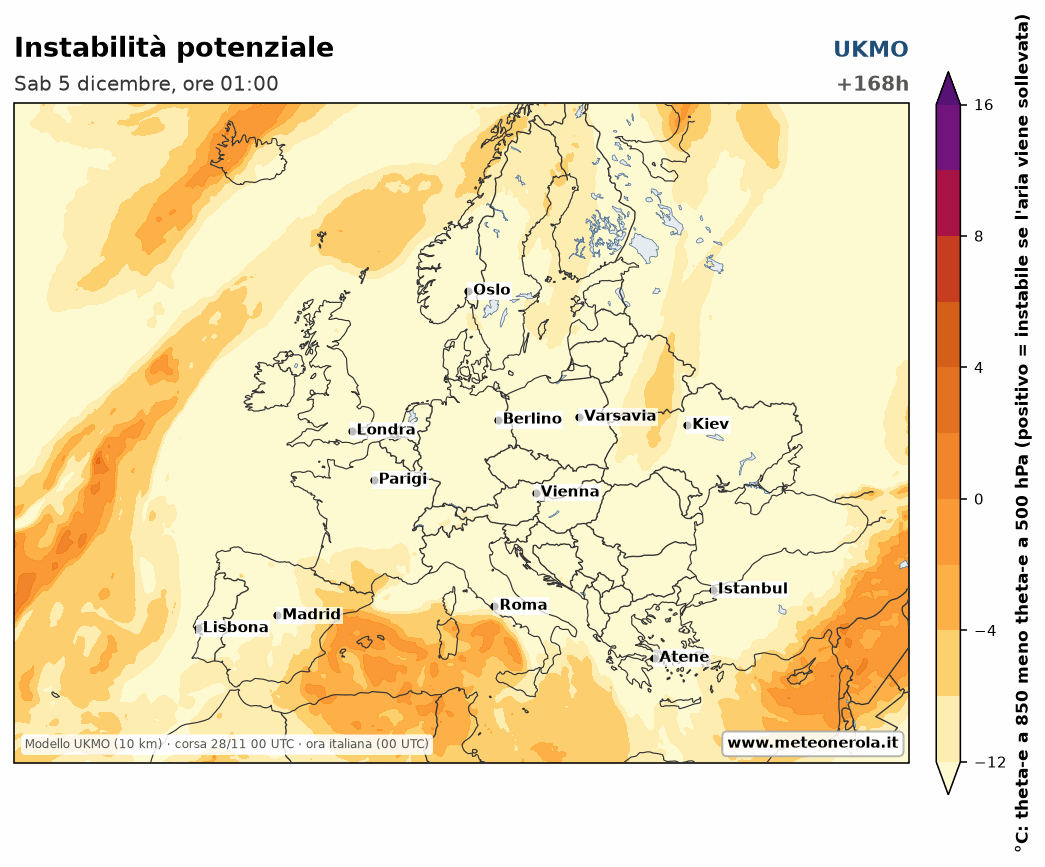 Instabilità potenziale
UKMO
Sab 5 dicembre, ore 01:00
+168h
16
8
4
0
−4
−12
°C: theta-e a 850 meno theta-e a 500 hPa (positivo = instabile se l'aria viene sollevata)
Oslo
Berlino
Varsavia
Kiev
Londra
Parigi
Vienna
Istanbul
Roma
Madrid
Lisbona
Atene
Modello UKMO (10 km) · corsa 28/11 00 UTC · ora italiana (00 UTC)
www.meteonerola.it